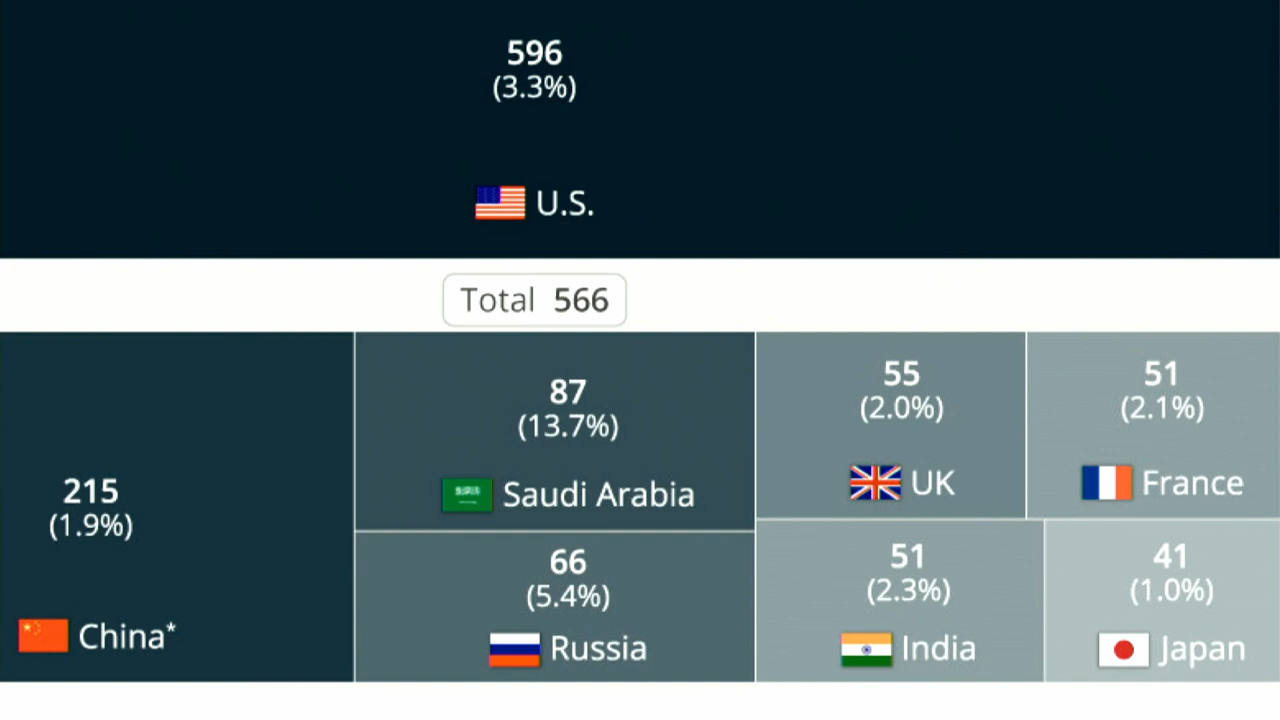 596
(3.3%)
U.S.
Total 566
215
(1.9%)
China*
87
(13.7%)
Saudi Arabia
66
(5.4%)
Russia
55
(2.0%)
UK
51
(2.1%)
France
51
(2.3%)
India
41
(1.0%)
Japan